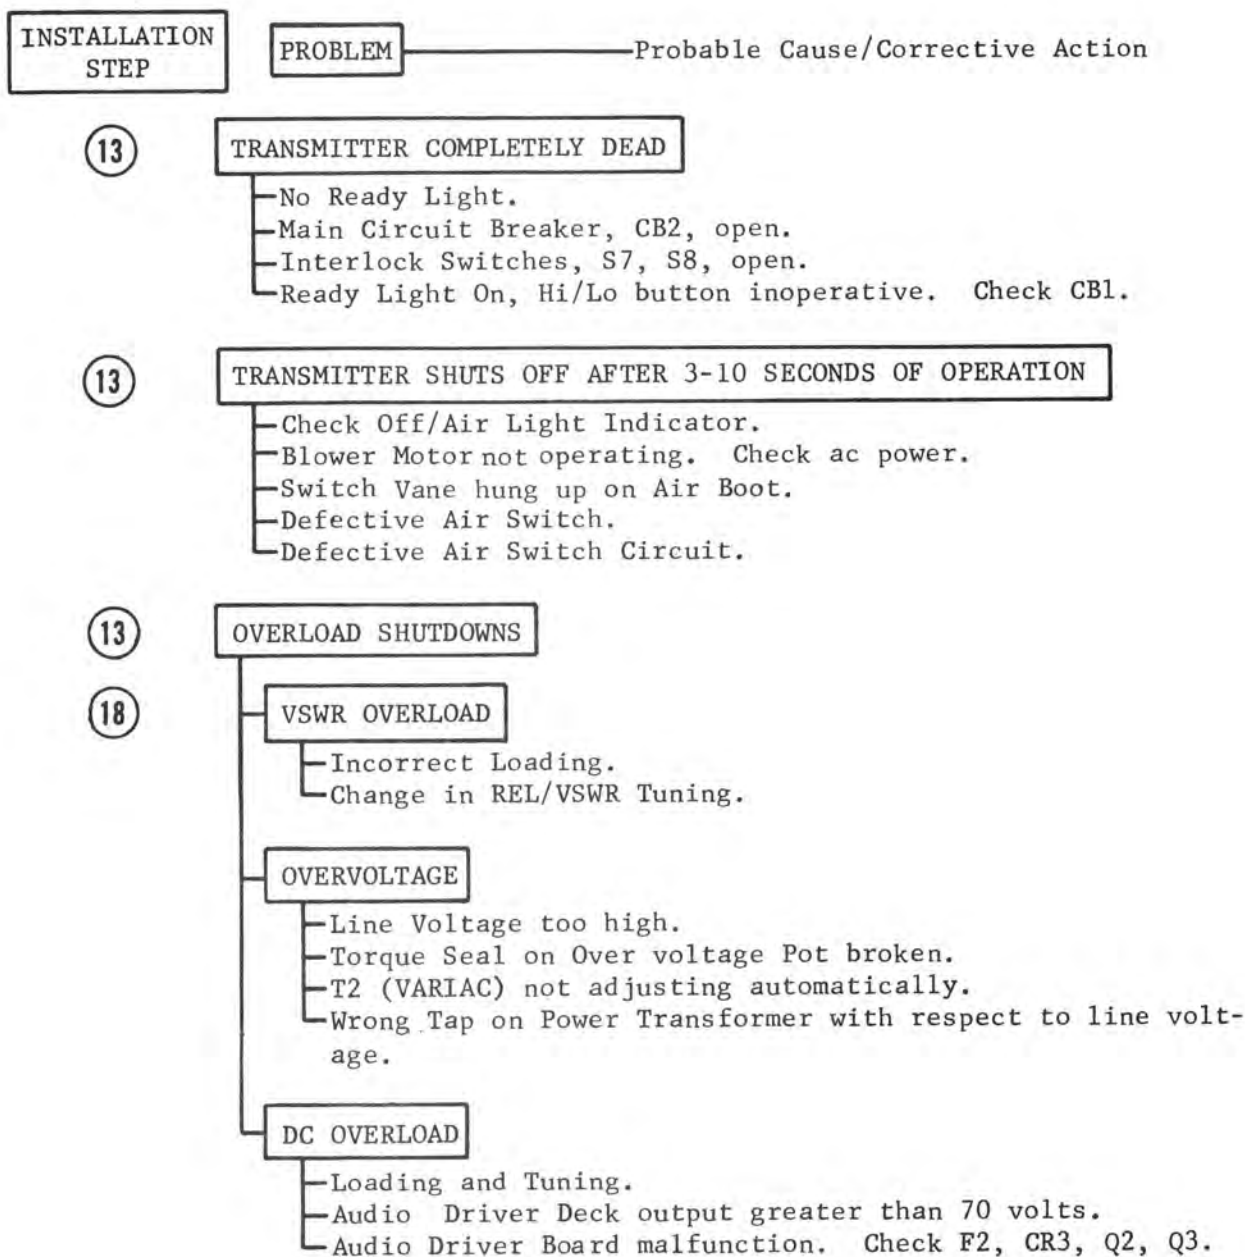 INSTALLATION
STEP
PROBLEM
Probable Cause/Corrective Action
13
TRANSMITTER COMPLETELY DEAD
No Ready Light.
Main Circuit Breaker, CB2, open.
Interlock Switches, S7, S8, open.
Ready Light On, Hi/Lo button inoperative. Check CB1.
13
TRANSMITTER SHUTS OFF AFTER 3-10 SECONDS OF OPERATION
Check Off/Air Light Indicator.
Blower Motor not operating. Check ac power.
Switch Vane hung up on Air Boot.
Defective Air Switch.
Defective Air Switch Circuit.
13
OVERLOAD SHUTDOWNS
18
VSWR OVERLOAD
Incorrect Loading.
Change in REL/VSWR Tuning.
OVERVOLTAGE
Line Voltage too high.
Torque Seal on Over voltage Pot broken.
T2 (VARIAC) not adjusting automatically.
Wrong Tap on Power Transformer with respect to line volt-
age.
DC OVERLOAD
Loading and Tuning.
Audio Driver Deck output greater than 70 volts.
Audio Driver Board malfunction. Check F2, CR3, Q2, Q3.